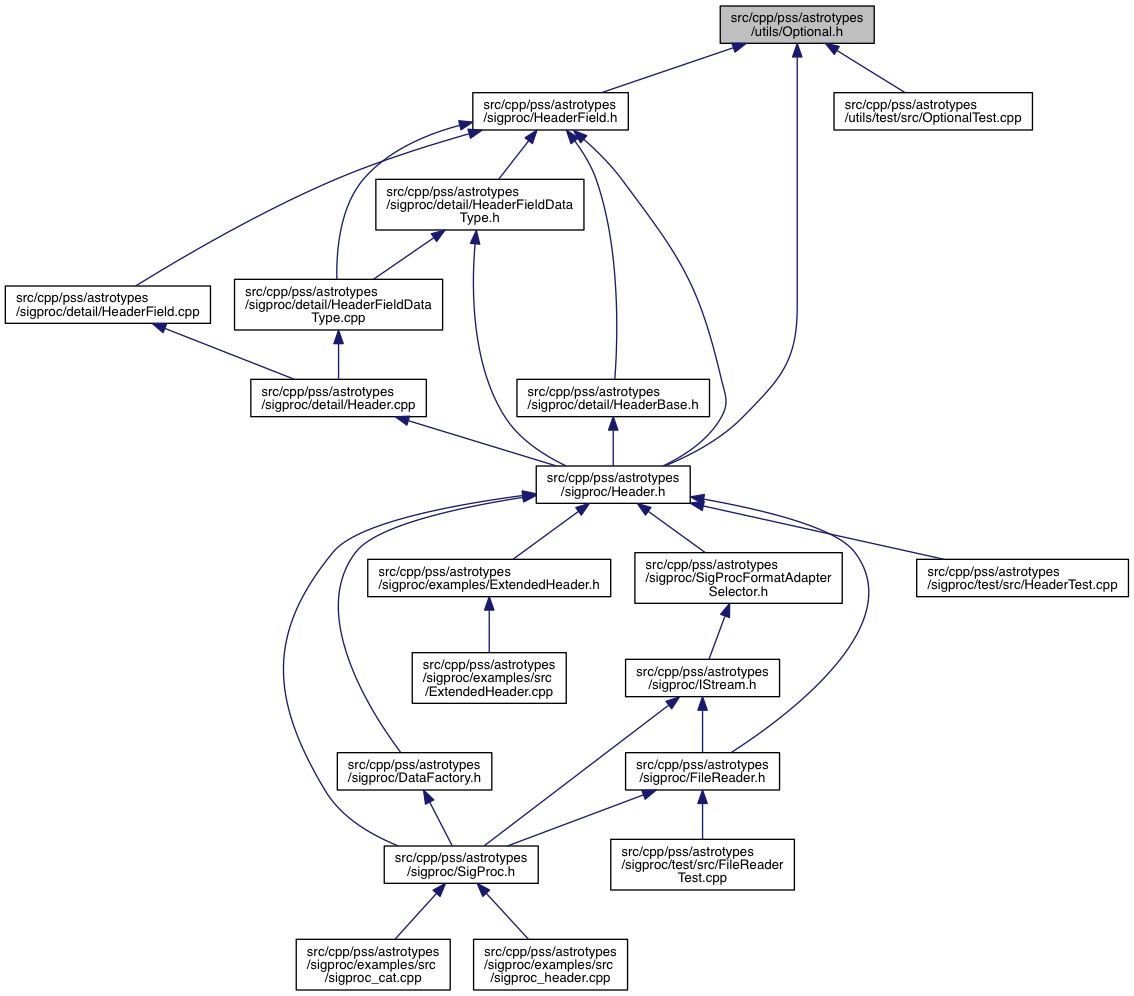 src/cpp/pss/astrotypes
/utils/Optional.h
src/cpp/pss/astrotypes
/sigproc/HeaderField.h
src/cpp/pss/astrotypes
/utils/test/src/OptionalTest.cpp
src/cpp/pss/astrotypes
/sigproc/detail/HeaderFieldData
Type.h
src/cpp/pss/astrotypes
/sigproc/detail/HeaderField.cpp
src/cpp/pss/astrotypes
/sigproc/detail/HeaderFieldData
Type.cpp
src/cpp/pss/astrotypes
/sigproc/detail/Header.cpp
src/cpp/pss/astrotypes
/sigproc/detail/HeaderBase.h
src/cpp/pss/astrotypes
/sigproc/Header.h
src/cpp/pss/astrotypes
/sigproc/examples/ExtendedHeader.h
src/cpp/pss/astrotypes
/sigproc/SigProcFormatAdapter
Selector.h
src/cpp/pss/astrotypes
/sigproc/test/src/HeaderTest.cpp
src/cpp/pss/astrotypes
/sigproc/examples/src
/ExtendedHeader.cpp
src/cpp/pss/astrotypes
/sigproc/IStream.h
src/cpp/pss/astrotypes
/sigproc/DataFactory.h
src/cpp/pss/astrotypes
/sigproc/FileReader.h
src/cpp/pss/astrotypes
/sigproc/SigProc.h
src/cpp/pss/astrotypes
/sigproc/test/src/FileReader
Test.cpp
src/cpp/pss/astrotypes
/sigproc/examples/src
/sigproc_cat.cpp
src/cpp/pss/astrotypes
/sigproc/examples/src
/sigproc_header.cpp